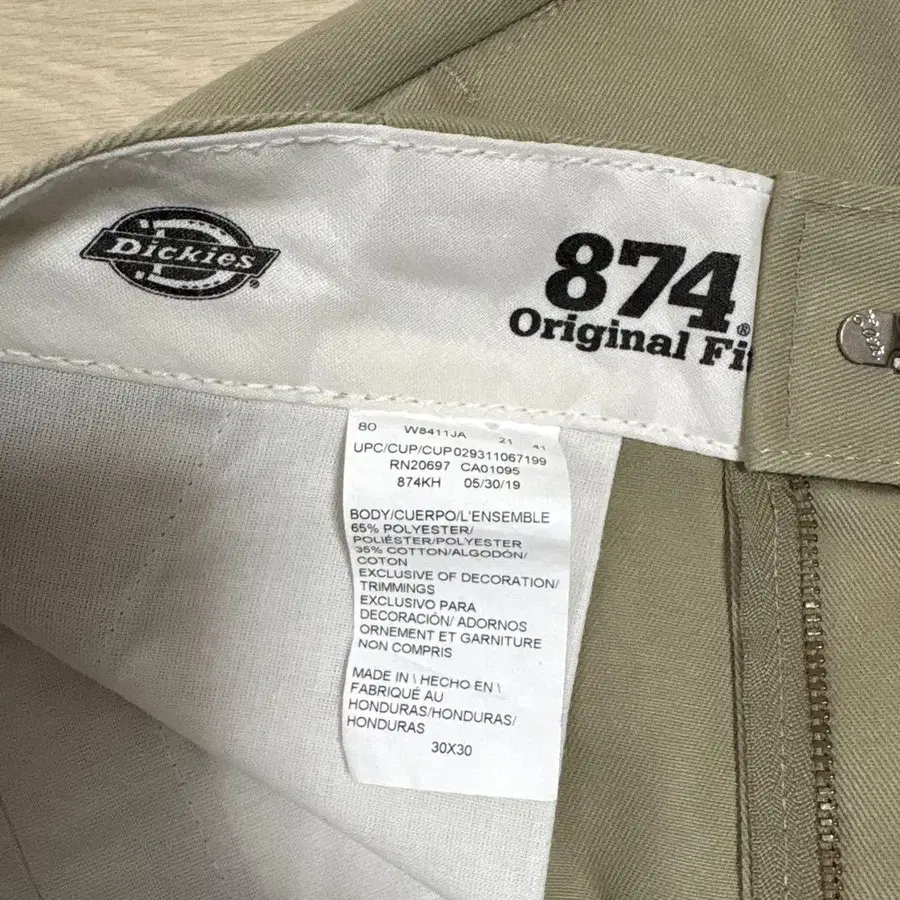 Dickies®
874®
Original Fit
80 W8411JA 21 41
UPC/CUP/CUP029311067199
RN20697 CA01095
874KH 05/30/19
BODY/CUERPO/L'ENSEMBLE
65% POLYESTER/
POLIÉSTER/POLYESTER
35% COTTON/ALGODÓN/
COTON
EXCLUSIVE OF DECORATION/
TRIMMINGS
EXCLUSIVO PARA
DECORACIÓN/ ADORNOS
ORNEMENT ET GARNITURE
NON COMPRIS
MADE IN \ HECHO EN \
FABRIQUÉ AU
HONDURAS/HONDURAS/
HONDURAS
30X30